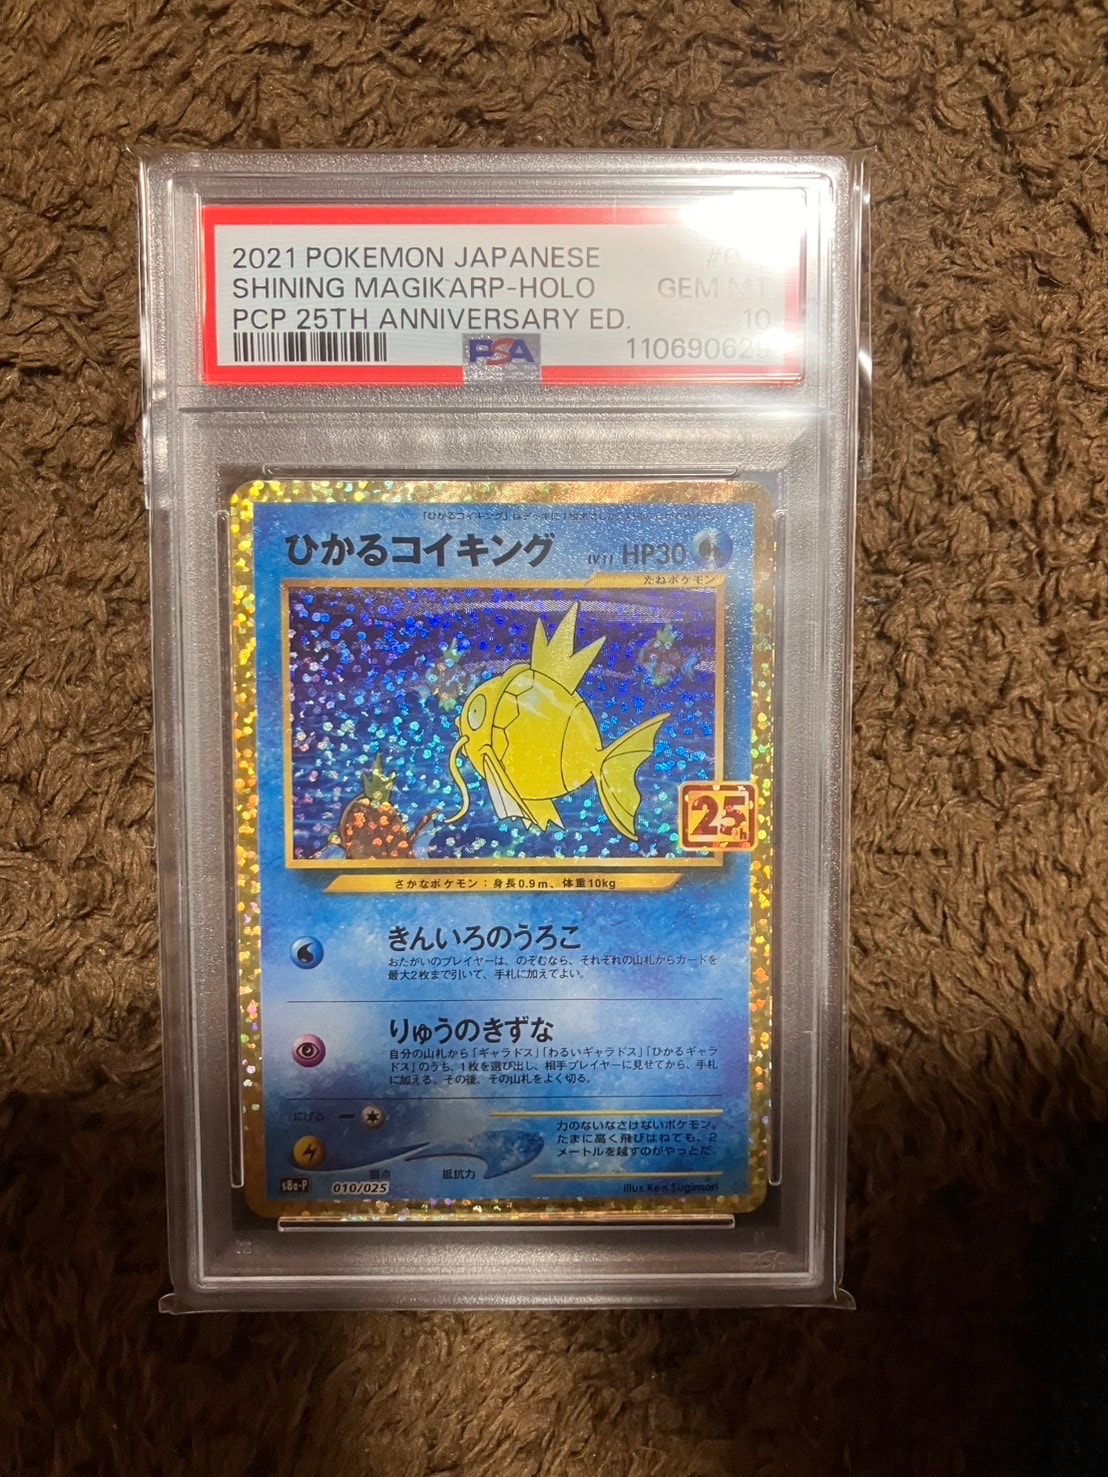 2021 POKEMON JAPANESE
SHINING MAGIKARP-HOLO GEM MT
PCP 25TH ANNIVERSARY ED. 10
PSA
ひかるコイキング LV.11 HP30
たねポケモン
25th
さかなポケモン：身長0.9m、体重10kg
きんいろのうろこ
おたがいのプレイヤーは、のぞむなら、それぞれの山札からカードを
最大2枚まで引いて、手札に加えてよい。
りゅうのきずな
自分の山札から「ギャラドス」「わるいギャラドス」「ひかるギャラ
ドス」のうち、1枚を選び出し、相手プレイヤーに見せてから、手札
に加える。その後、その山札をよく切る。
にげる
力のないなさけないポケモン。
たまに高く飛びはねても、2
メートルを越すのがやっとだ。
弱点 抵抗力
s8a-P 010/025 illus.Ken Sugimori